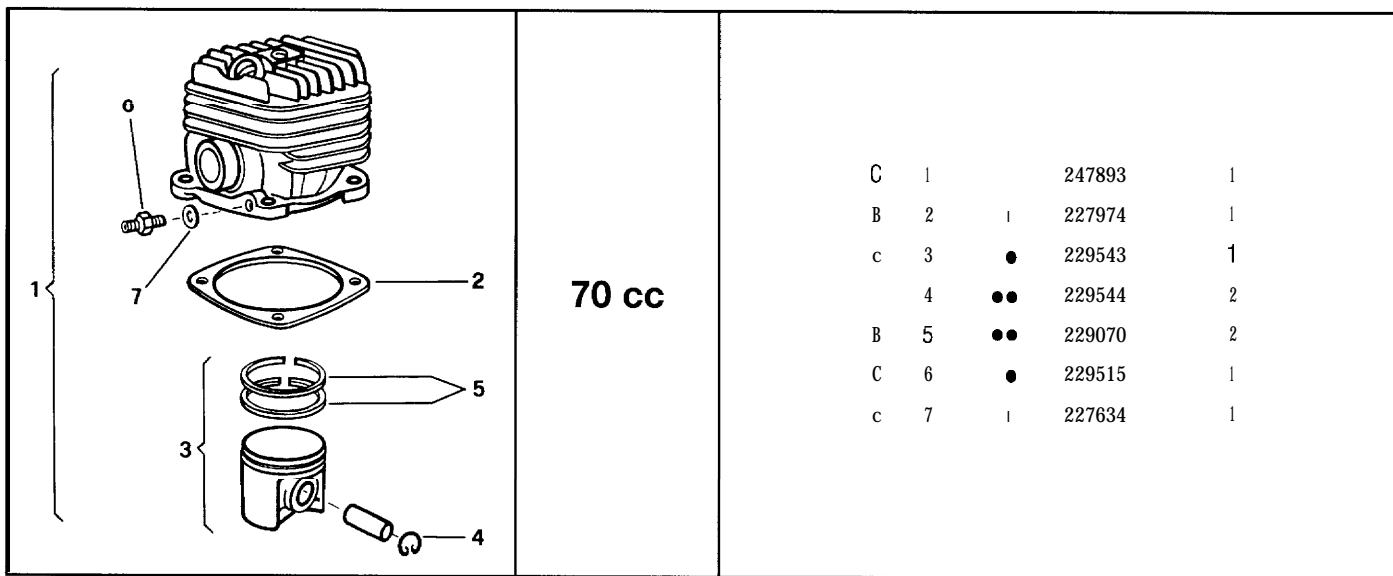 o
1
7
2
5
3
4
70 cc
C 1 247893 1
B 2 ı 227974 1
c 3 ● 229543 1
4 ●● 229544 2
B 5 ●● 229070 2
C 6 ● 229515 1
c 7 ı 227634 1